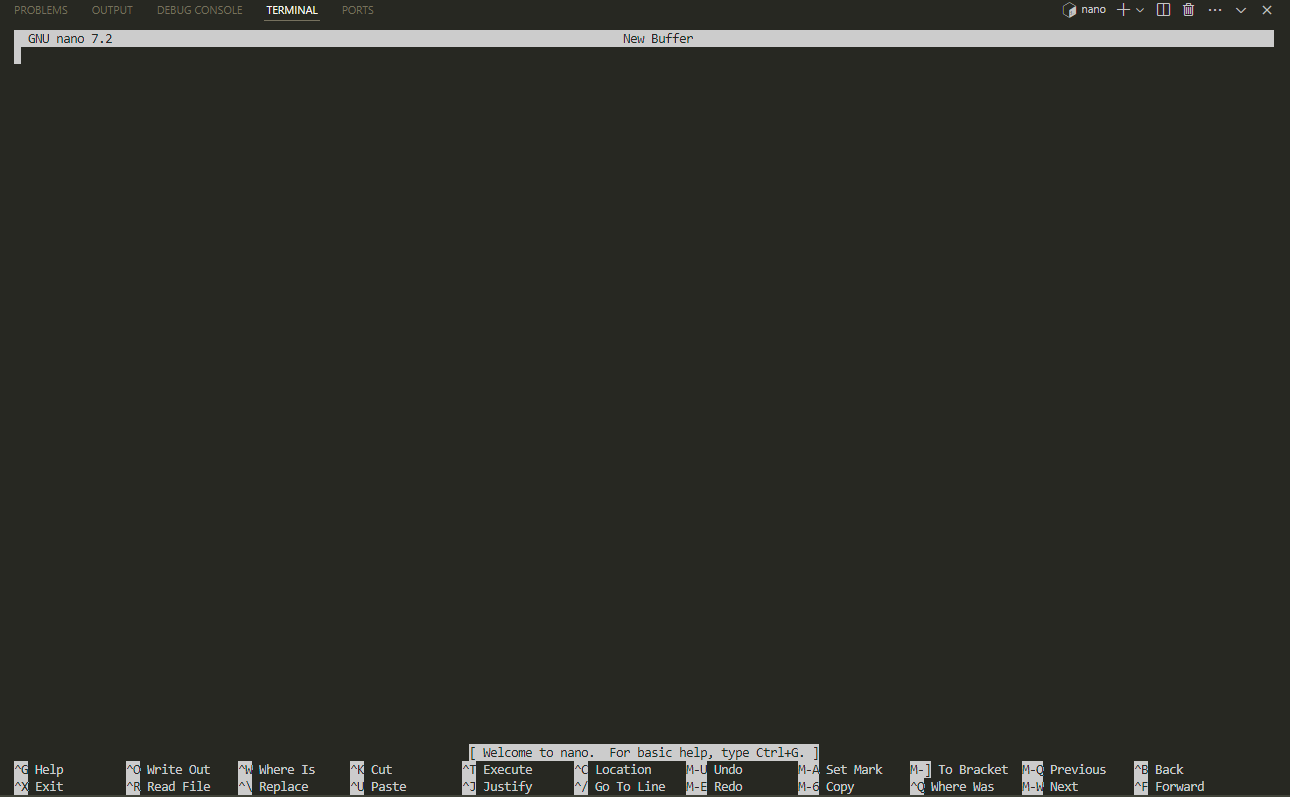 PROBLEMS OUTPUT DEBUG CONSOLE TERMINAL PORTS nano
GNU nano 7.2 New Buffer
[ Welcome to nano.  For basic help, type Ctrl+G. ]
^G Help ^O Write Out ^W Where Is ^K Cut ^T Execute ^C Location M-U Undo M-A Set Mark M-] To Bracket M-Q Previous ^B Back
^X Exit ^R Read File ^\ Replace ^U Paste ^J Justify ^/ Go To Line M-E Redo M-6 Copy ^Q Where Was M-W Next ^F Forward